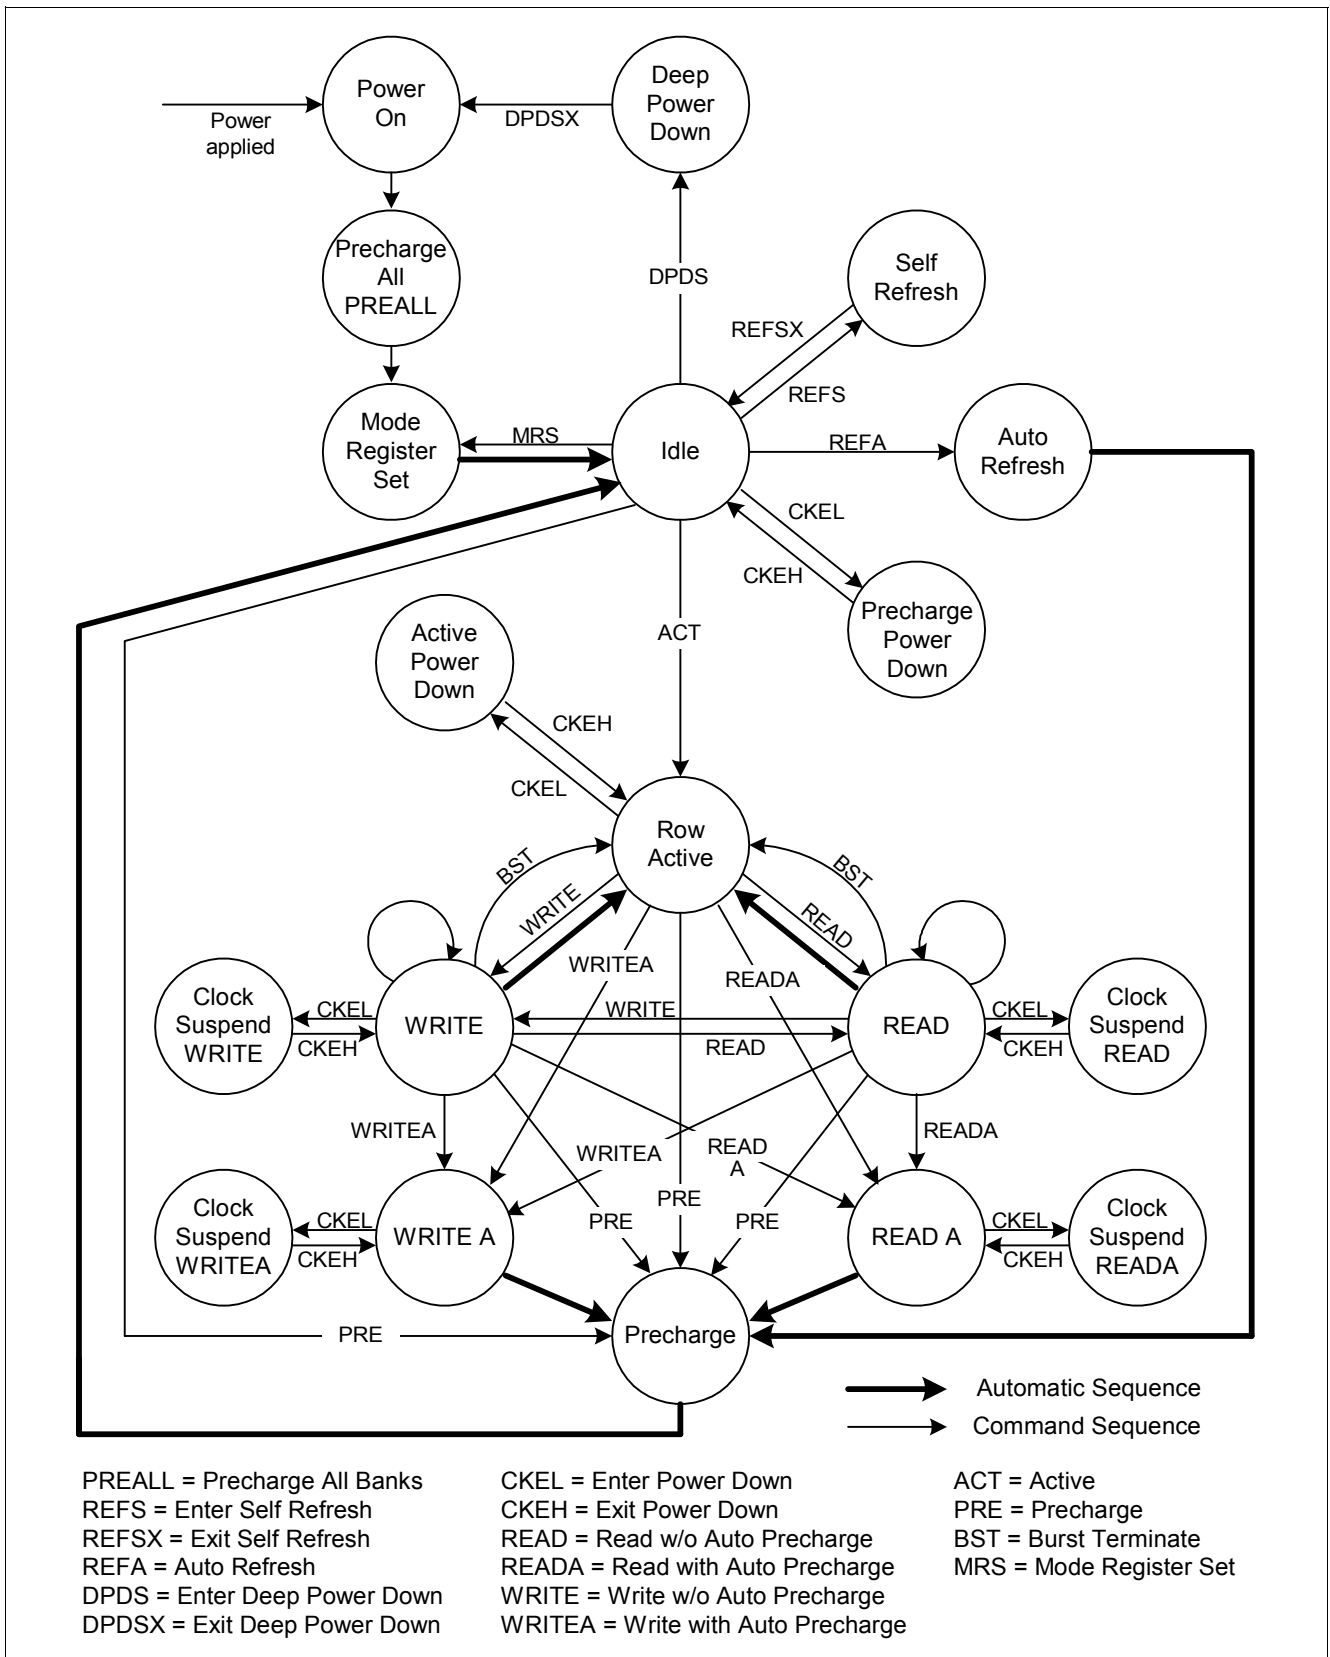 Power
On
Deep
Power
Down
Power
applied
DPDSX
Precharge
All
PREALL
DPDS
Self
Refresh
REFSX
REFS
Mode
Register
Set
MRS
Idle
REFA
Auto
Refresh
CKEL
CKEH
Precharge
Power
Down
ACT
Active
Power
Down
CKEH
CKEL
Row
Active
BST
WRITE
READ
BST
WRITEA
READA
Clock
Suspend
WRITE
CKEL
CKEH
WRITE
WRITE
READ
READ
CKEL
CKEH
Clock
Suspend
READ
WRITEA
WRITEA
READ
A
READA
Clock
Suspend
WRITEA
CKEL
CKEH
WRITE A
PRE
PRE
PRE
READ A
CKEL
CKEH
Clock
Suspend
READA
PRE
Precharge
Automatic Sequence
Command Sequence
PREALL = Precharge All Banks
REFS = Enter Self Refresh
REFSX = Exit Self Refresh
REFA = Auto Refresh
DPDS = Enter Deep Power Down
DPDSX = Exit Deep Power Down
CKEL = Enter Power Down
CKEH = Exit Power Down
READ = Read w/o Auto Precharge
READA = Read with Auto Precharge
WRITE = Write w/o Auto Precharge
WRITEA = Write with Auto Precharge
ACT = Active
PRE = Precharge
BST = Burst Terminate
MRS = Mode Register Set